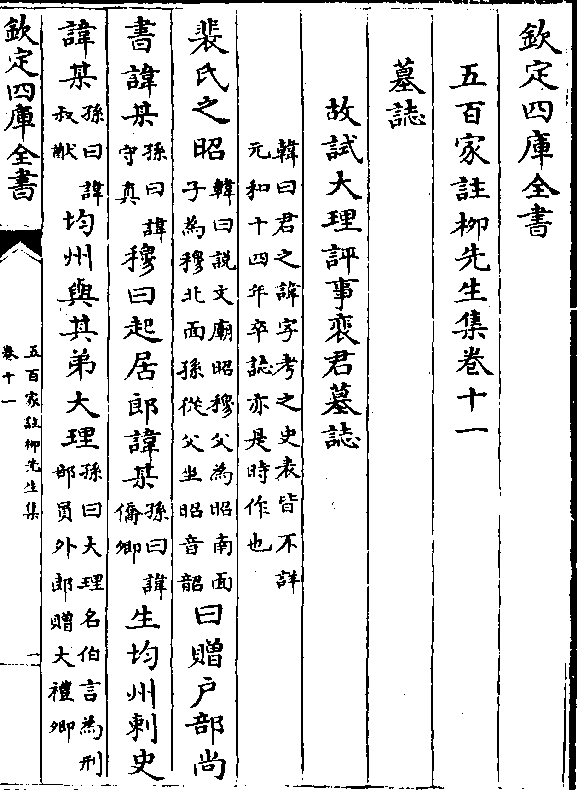 欽定四庫全書
五百家註柳先生集卷十一
墓誌
故試大理評事裴君墓誌
韓曰君之諱字考之史表皆不詳
元和十四年卒誌亦是時作也
裴氏之昭韓曰說文廟昭穆父為昭南面
子為穆北面孫從父坐昭音韶曰贈户部尚
書諱某孫曰諱
守真穆曰起居郎諱某孫曰諱
僑卿生均州刺史
諱某孫曰諱
叔猷均州與其弟大理孫曰大理名伯言為刑
部員外郎贈大禮卿
欽定四庫全書
五百家註柳先生集
卷十一
一